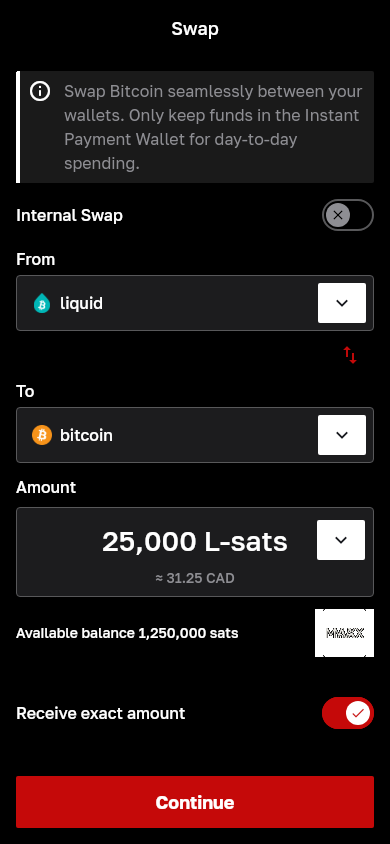 Swap
Swap Bitcoin seamlessly between your
wallets. Only keep funds in the Instant
Payment Wallet for day-to-day
spending.
Internal Swap
From
liquid
To
bitcoin
Amount
25,000 L-sats
≈ 31.25 CAD
Available balance 1,250,000 sats
Receive exact amount
Continue